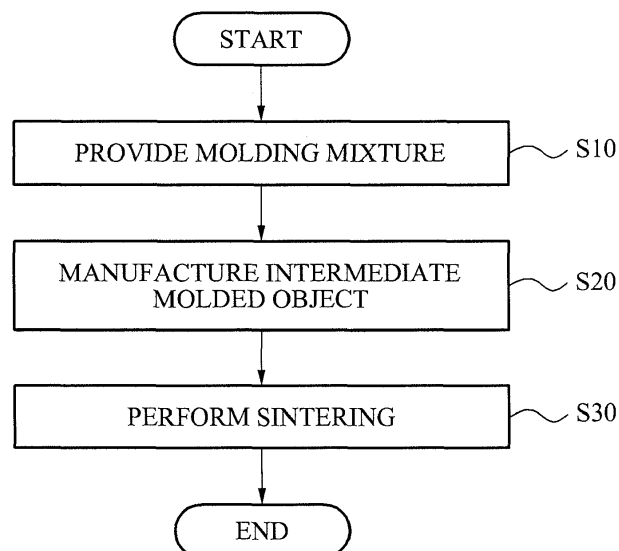 START
PROVIDE MOLDING MIXTURE
S10
MANUFACTURE INTERMEDIATE
MOLDED OBJECT
S20
PERFORM SINTERING
S30
END